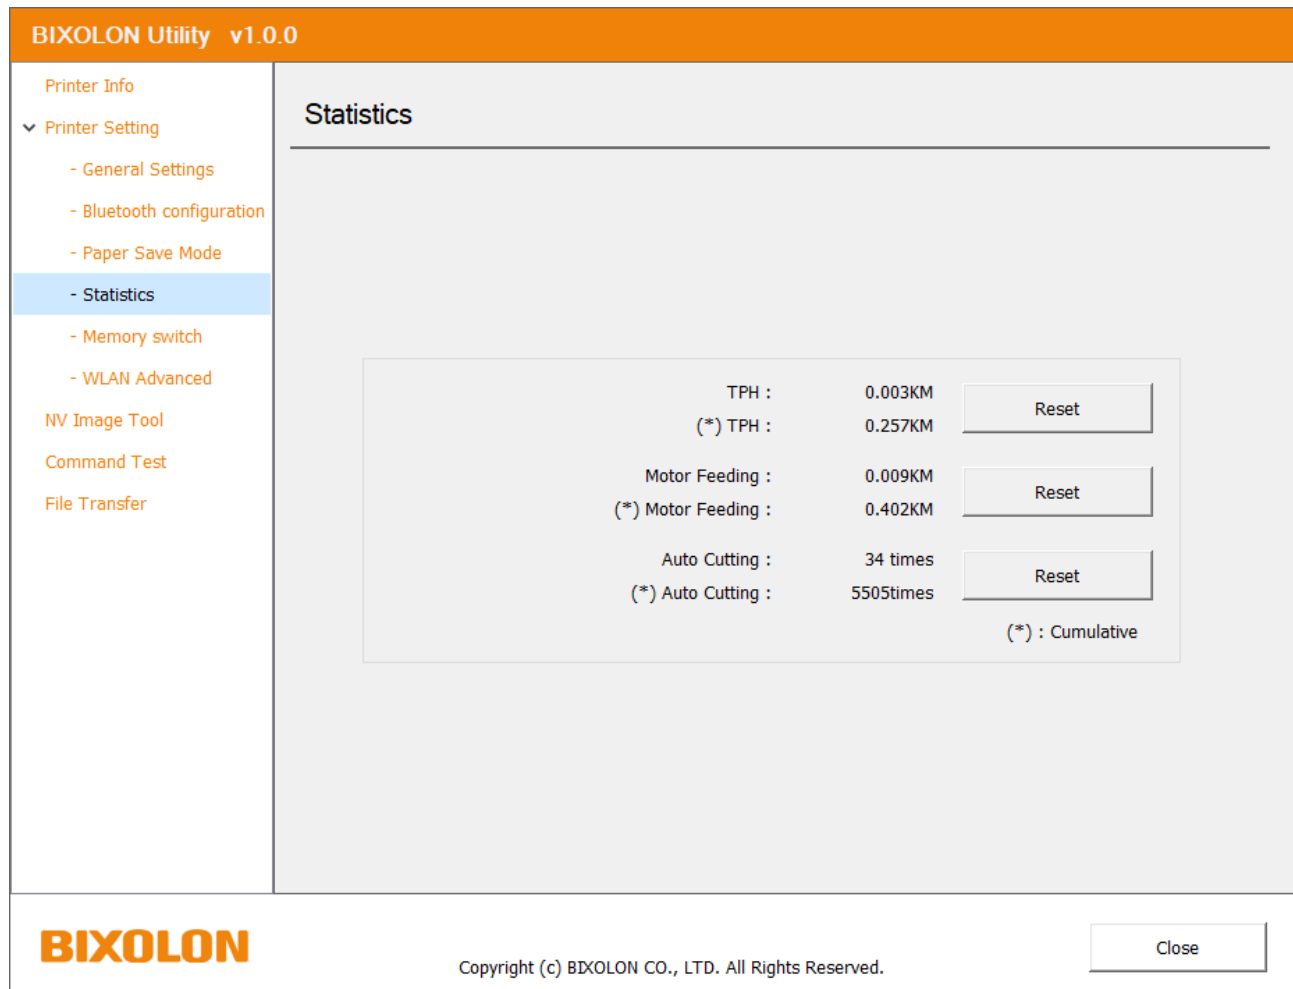 BIXOLON Utility v1.0.0
Printer Info
Printer Setting
- General Settings
- Bluetooth configuration
- Paper Save Mode
- Statistics
- Memory switch
- WLAN Advanced
NV Image Tool
Command Test
File Transfer
Statistics
TPH : 0.003KM
(*) TPH : 0.257KM
Reset
Motor Feeding : 0.009KM
(*) Motor Feeding : 0.402KM
Reset
Auto Cutting : 34 times
(*) Auto Cutting : 5505times
Reset
(*) : Cumulative
BIXOLON
Copyright (c) BIXOLON CO., LTD. All Rights Reserved.
Close